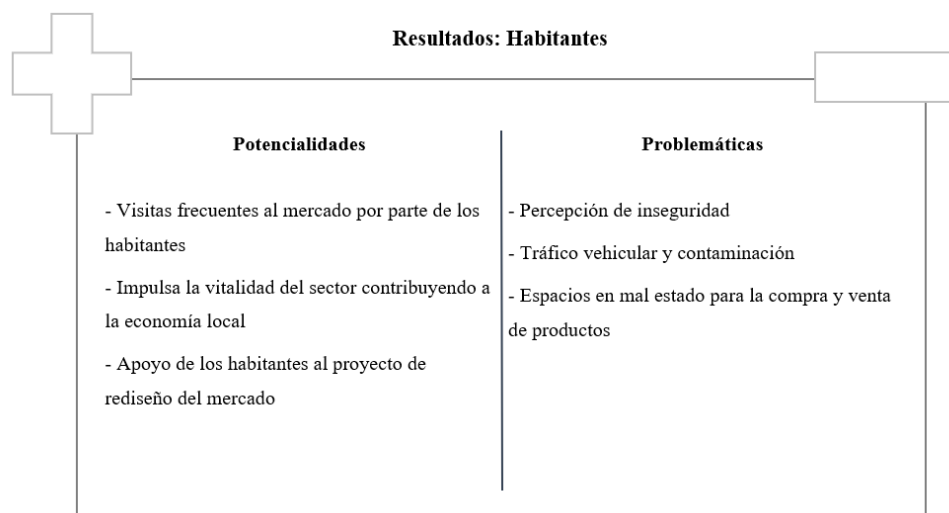 Resultados: Habitantes
Potencialidades
- Visitas frecuentes al mercado por parte de los
habitantes
- Impulsa la vitalidad del sector contribuyendo a
la economía local
- Apoyo de los habitantes al proyecto de
rediseño del mercado
Problemáticas
- Percepción de inseguridad
- Tráfico vehicular y contaminación
- Espacios en mal estado para la compra y venta
de productos